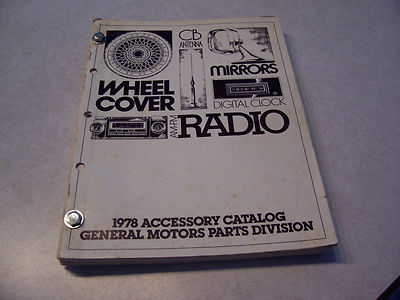 CB
ANTENNA
MIRRORS
WHEEL
COVER
DIGITAL CLOCK
AM-FM
RADIO
1978 ACCESSORY CATALOG
GENERAL MOTORS PARTS DIVISION